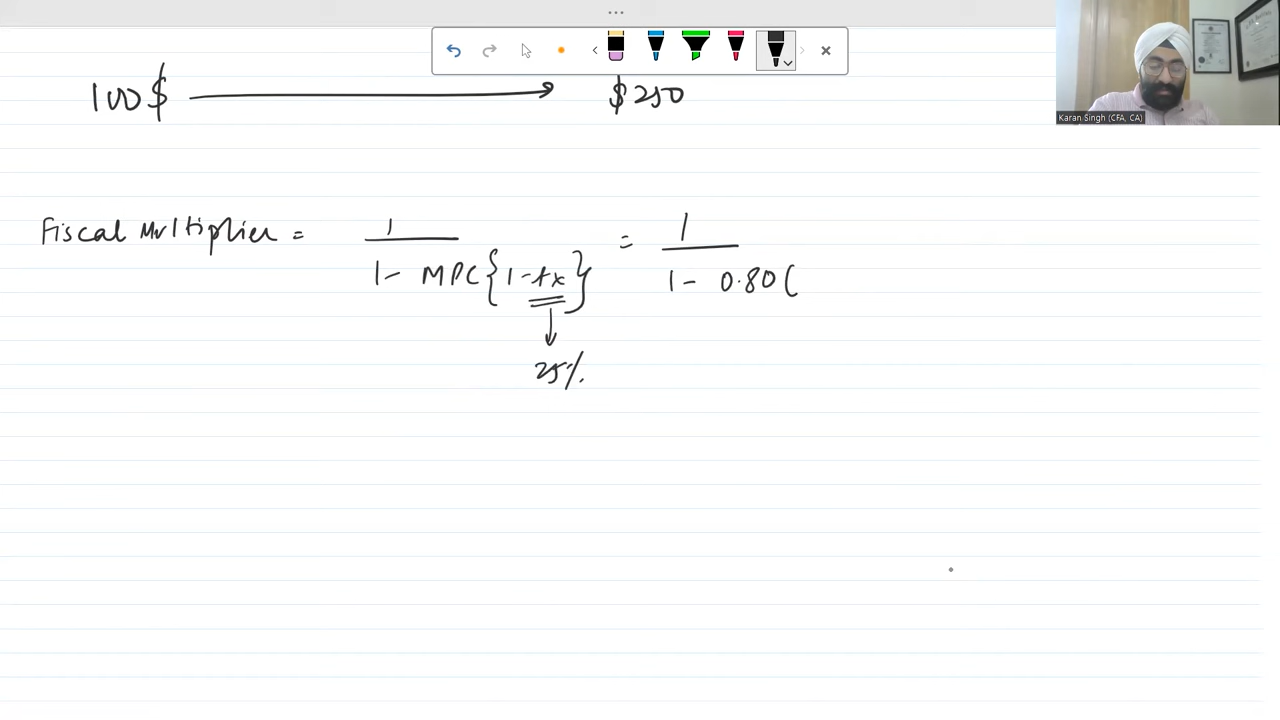 100$ → $250
Karan Singh (CFA, CA)
Fiscal Multiplier = 1 / 1 - MPC{1-tx} = 1 / 1 - 0.80(
25%